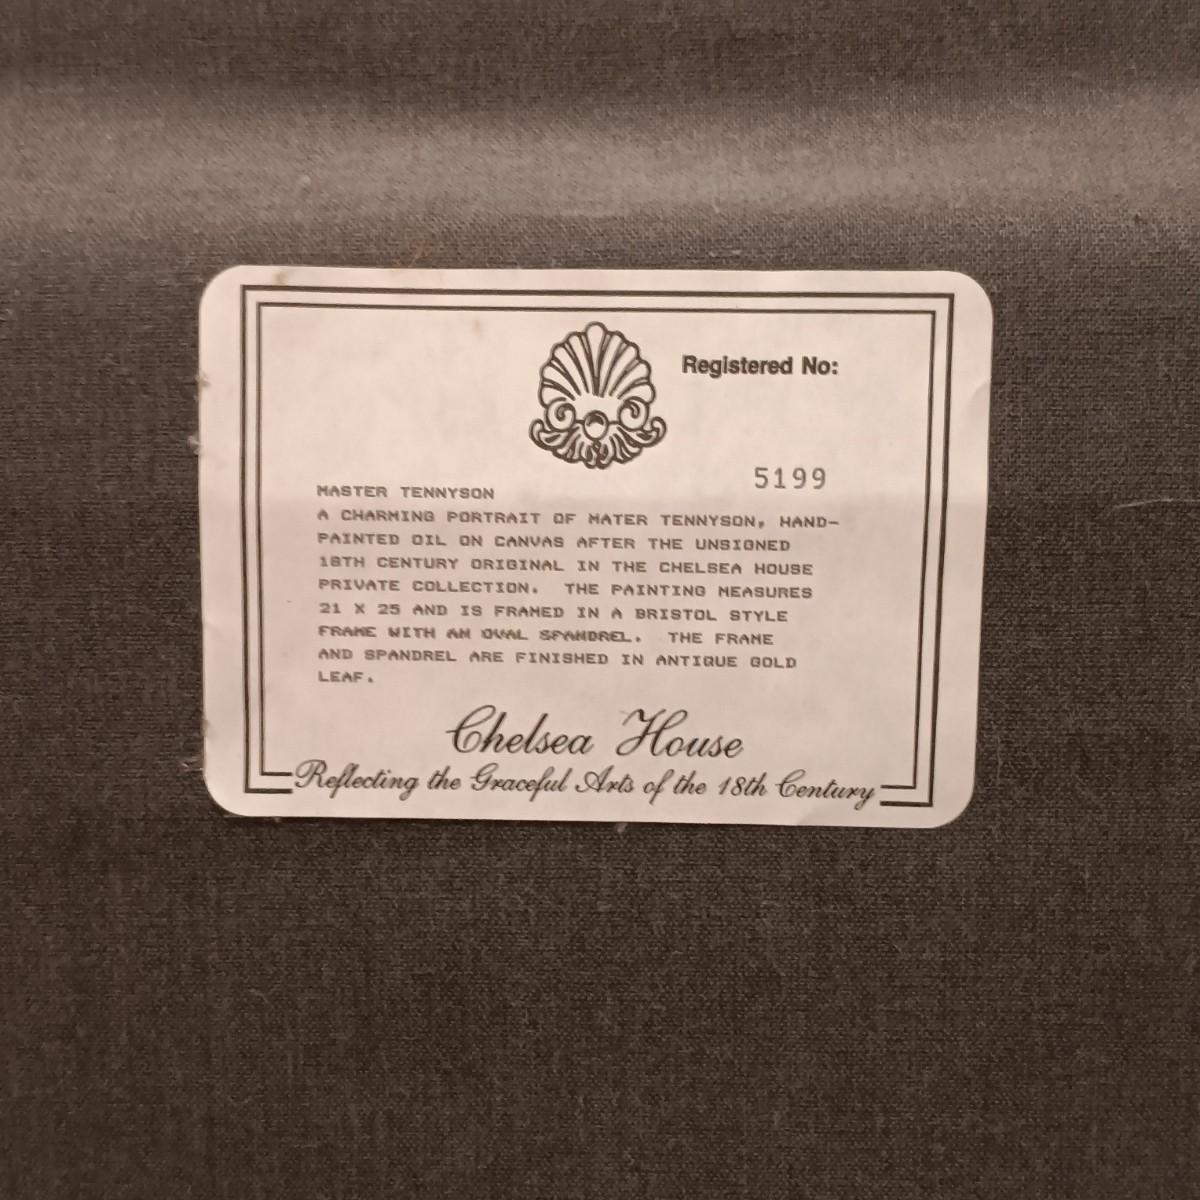 Registered No:
5199
MASTER TENNYSON
A CHARMING PORTRAIT OF MATER TENNYSON, HAND-
PAINTED OIL ON CANVAS AFTER THE UNSIGNED
18TH CENTURY ORIGINAL IN THE CHELSEA HOUSE
PRIVATE COLLECTION. THE PAINTING MEASURES
21 X 25 AND IS FRAMED IN A BRISTOL STYLE
FRAME WITH AN OVAL SPANDREL. THE FRAME
AND SPANDREL ARE FINISHED IN ANTIQUE GOLD
LEAF.
Chelsea House
Reflecting the Graceful Arts of the 18th Century